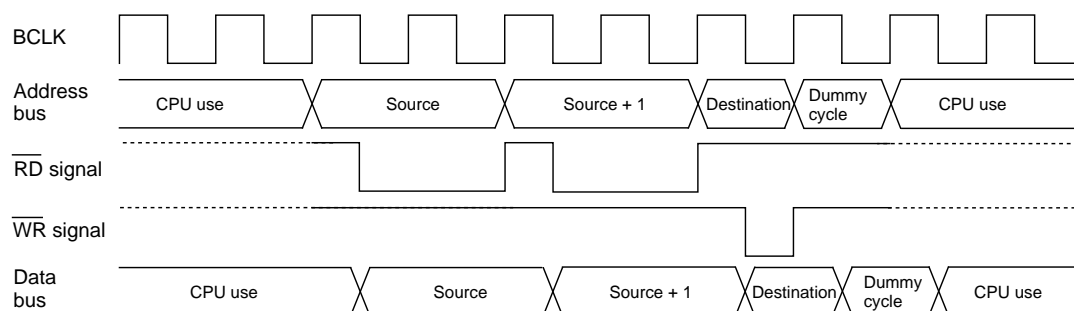 BCLK
Address
bus
CPU use
Source
Source + 1
Destination
Dummy
cycle
CPU use
RD signal
WR signal
Data
bus
CPU use
Source
Source + 1
Destination
Dummy
cycle
CPU use